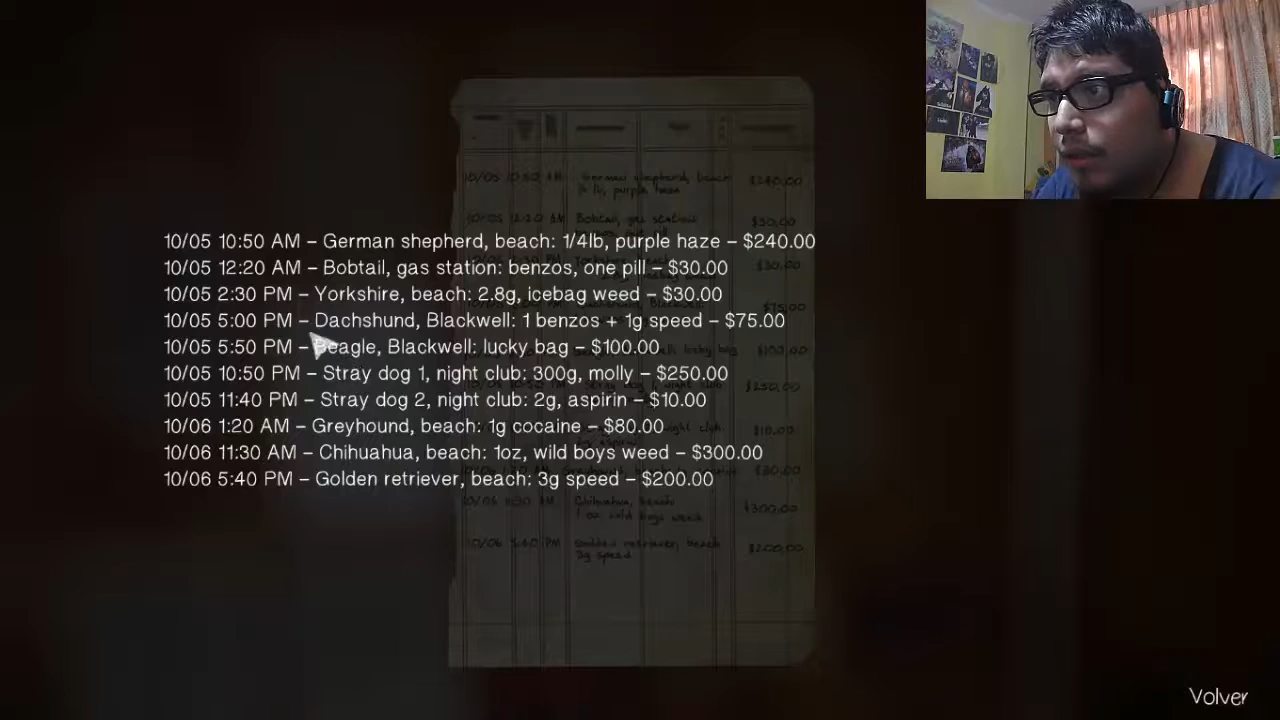 10/05 10:50 AM – German shepherd, beach: 1/4lb, purple haze – $240.00
10/05 12:20 AM – Bobtail, gas station: benzos, one pill – $30.00
10/05 2:30 PM – Yorkshire, beach: 2.8g, icebag weed – $30.00
10/05 5:00 PM – Dachshund, Blackwell: 1 benzos + 1g speed – $75.00
10/05 5:50 PM – Beagle, Blackwell: lucky bag – $100.00
10/05 10:50 PM – Stray dog 1, night club: 300g, molly – $250.00
10/05 11:40 PM – Stray dog 2, night club: 2g, aspirin – $10.00
10/06 1:20 AM – Greyhound, beach: 1g cocaine – $80.00
10/06 11:30 AM – Chihuahua, beach: 1oz, wild boys weed – $300.00
10/06 5:40 PM – Golden retriever, beach: 3g speed – $200.00
Volver